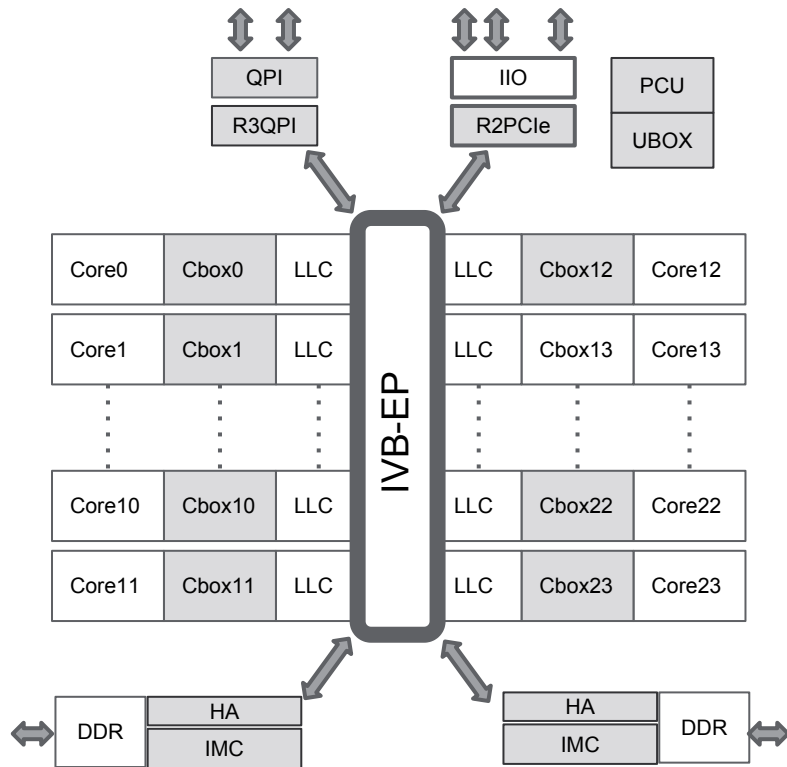 QPI
IIO
PCU
R3QPI
R2PCIe
UBOX
Core0 Cbox0 LLC LLC Cbox12 Core12
Core1 Cbox1 LLC LLC Cbox13 Core13
IVB-EP
Core10 Cbox10 LLC LLC Cbox22 Core22
Core11 Cbox11 LLC LLC Cbox23 Core23
DDR
HA
IMC
HA
IMC
DDR